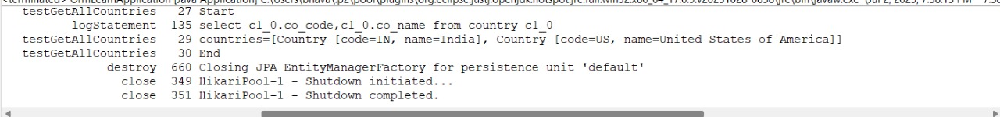 testGetAllCountries 27 Start
logStatement 135 select c1_0.co_code,c1_0.co_name from country c1_0
testGetAllCountries 29 countries=[Country [code=IN, name=India], Country [code=US, name=United States of America]]
testGetAllCountries 30 End
destroy 660 Closing JPA EntityManagerFactory for persistence unit 'default'
close 349 HikariPool-1 - Shutdown initiated...
close 351 HikariPool-1 - Shutdown completed.